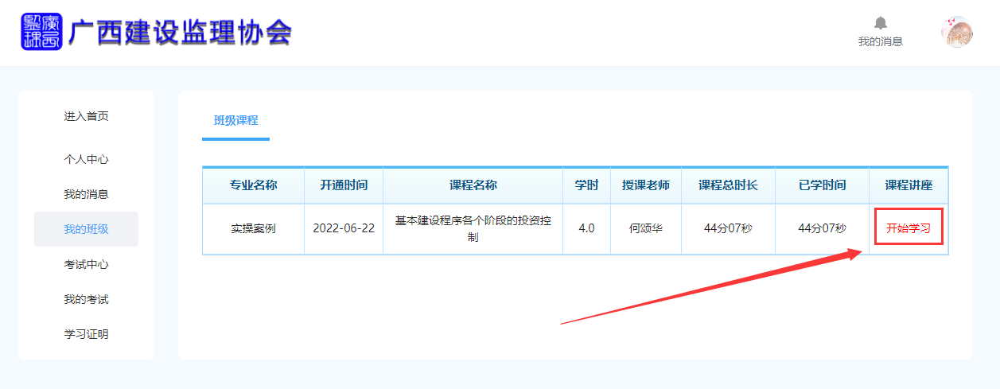 監理
廣西
广西建设监理协会
我的消息
进入首页
个人中心
我的消息
我的班级
考试中心
我的考试
学习证明
班级课程
专业名称 开通时间 课程名称 学时 授课老师 课程总时长 已学时间 课程讲座
实操案例 2022-06-22 基本建设程序各个阶段的投资控 4.0 何颂华 44分07秒 44分07秒 开始学习
制